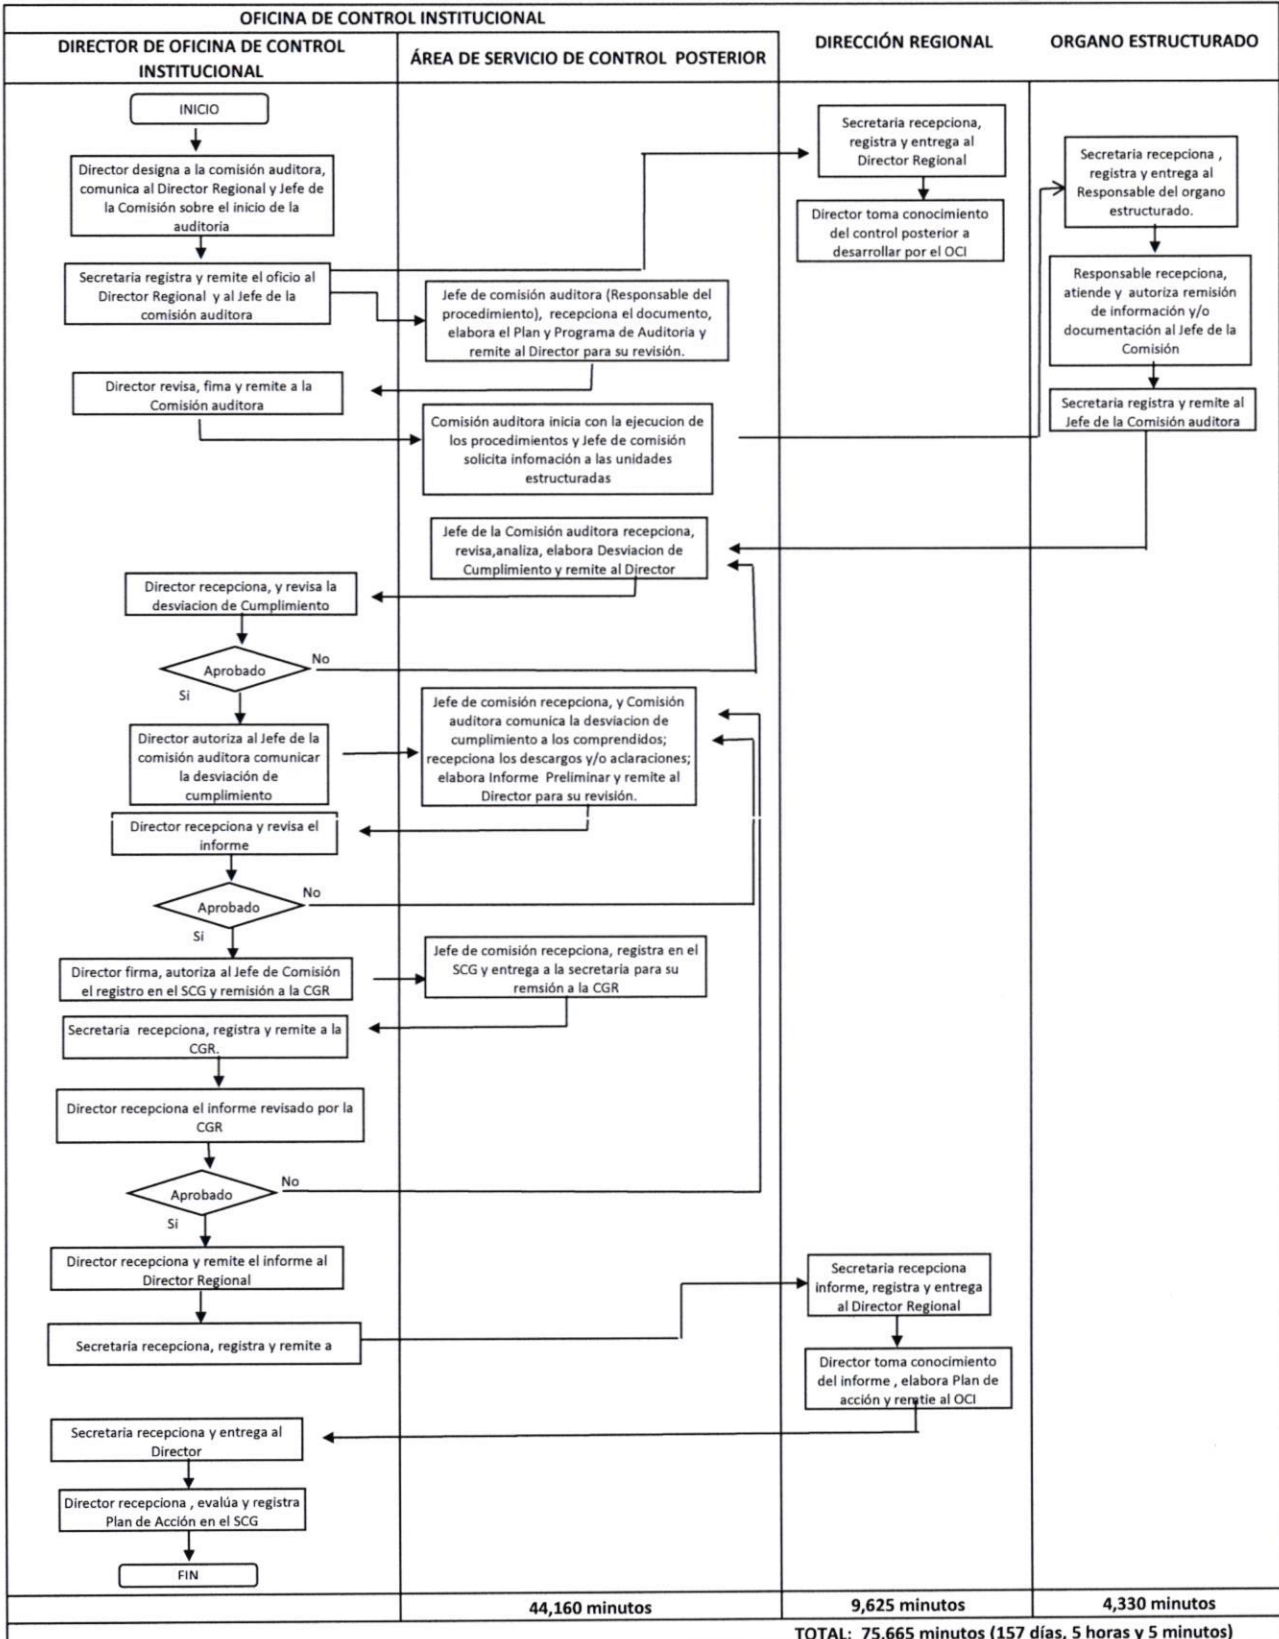 OFICINA DE CONTROL INSTITUCIONAL
DIRECTOR DE OFICINA DE CONTROL
INSTITUCIONAL
ÁREA DE SERVICIO DE CONTROL POSTERIOR
DIRECCIÓN REGIONAL
ORGANO ESTRUCTURADO
INICIO
Director designa a la comisión auditora,
comunica al Director Regional y Jefe de
la Comisión sobre el inicio de la
auditoria
Secretaria recepciona,
registra y entrega al
Director Regional
Secretaria recepciona ,
registra y entrega al
Responsable del organo
estructurado.
Director toma conocimiento
del control posterior a
desarrollar por el OCI
Secretaria registra y remite el oficio al
Director Regional y al Jefe de la
comisión auditora
Jefe de comisión auditora (Responsable del
procedimiento), recepciona el documento,
elabora el Plan y Programa de Auditoria y
remite al Director para su revisión.
Responsable recepciona,
atiende y autoriza remisión
de información y/o
documentación al Jefe de la
Comisión
Director revisa, fima y remite a la
Comisión auditora
Secretaria registra y remite al
Jefe de la Comisión auditora
Comisión auditora inicia con la ejecucion de
los procedimientos y Jefe de comisión
solicita infomación a las unidades
estructuradas
Jefe de la Comisión auditora recepciona,
revisa,analiza, elabora Desviacion de
Cumplimiento y remite al Director
Director recepciona, y revisa la
desviacion de Cumplimiento
Aprobado
No
Si
Jefe de comisión recepciona, y Comisión
auditora comunica la desviacion de
cumplimiento a los comprendidos;
recepciona los descargos y/o aclaraciones;
elabora Informe Preliminar y remite al
Director para su revisión.
Director autoriza al Jefe de la
comisión auditora comunicar
la desviación de
cumplimiento
Director recepciona y revisa el
informe
Aprobado
No
Si
Director firma, autoriza al Jefe de Comisión
el registro en el SCG y remisión a la CGR
Jefe de comisión recepciona, registra en el
SCG y entrega a la secretaria para su
remsión a la CGR
Secretaria recepciona, registra y remite a la
CGR.
Director recepciona el informe revisado por la
CGR
Aprobado
No
Si
Director recepciona y remite el informe al
Director Regional
Secretaria recepciona
informe, registra y entrega
al Director Regional
Secretaria recepciona, registra y remite a
Director toma conocimiento
del informe , elabora Plan de
acción y remtie al OCI
Secretaria recepciona y entrega al
Director
Director recepciona , evalúa y registra
Plan de Acción en el SCG
FIN
44,160 minutos
9,625 minutos
4,330 minutos
TOTAL: 75,665 minutos (157 días, 5 horas y 5 minutos)